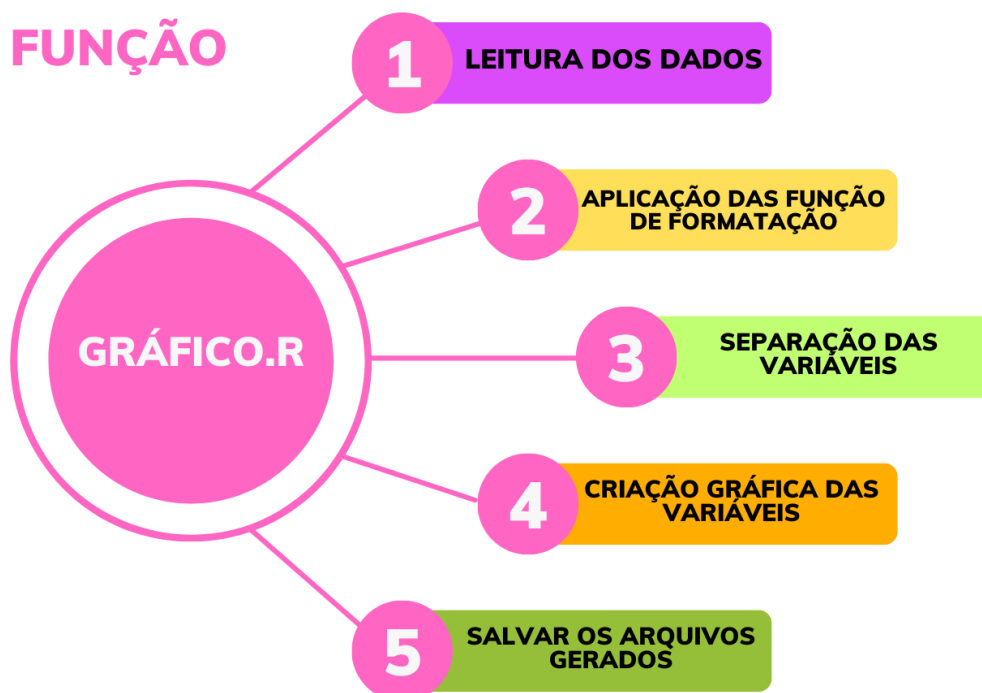 FUNÇÃO
GRÁFICO.R
1
LEITURA DOS DADOS
2
APLICAÇÃO DAS FUNÇÃO
DE FORMATAÇÃO
3
SEPARAÇÃO DAS
VARIÁVEIS
4
CRIAÇÃO GRÁFICA DAS
VARIÁVEIS
5
SALVAR OS ARQUIVOS
GERADOS